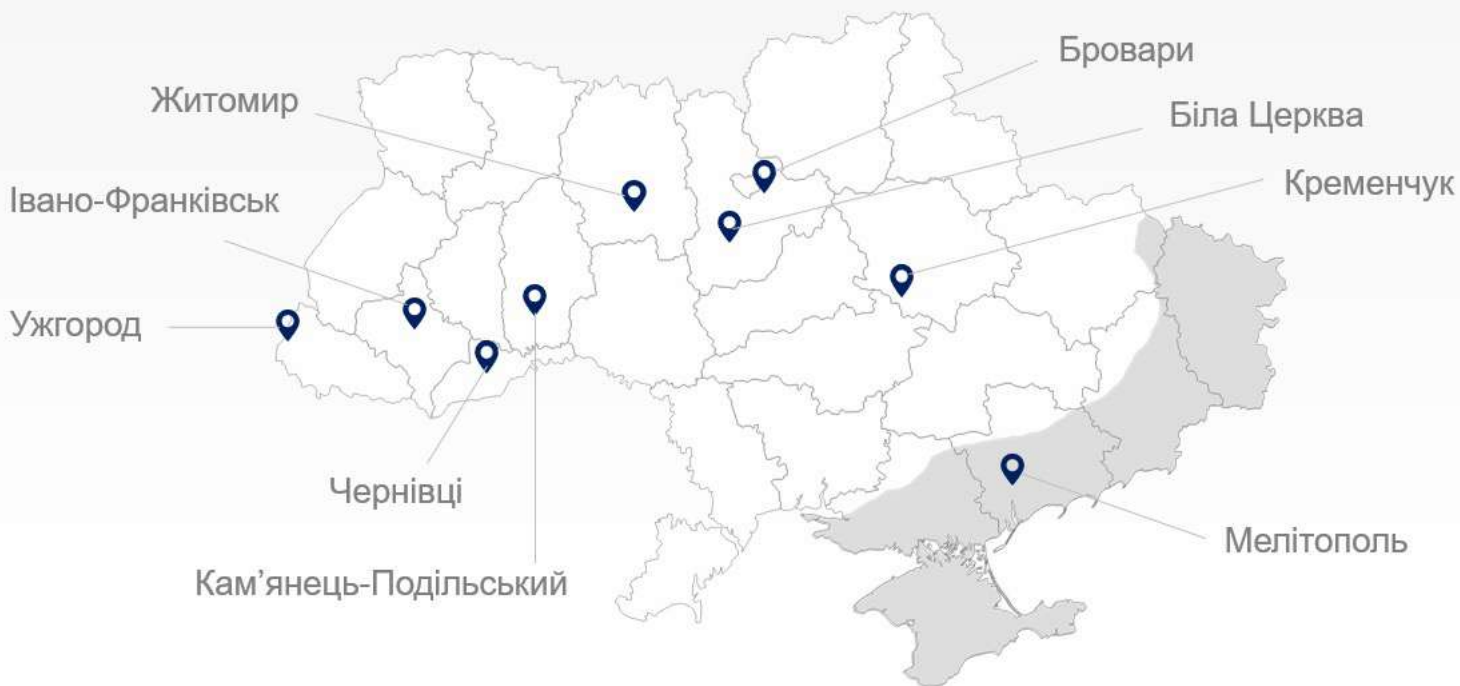 Бровари
Житомир
Біла Церква
Кременчук
Івано-Франківськ
Ужгород
Чернівці
Мелітополь
Кам’янець-Подільський